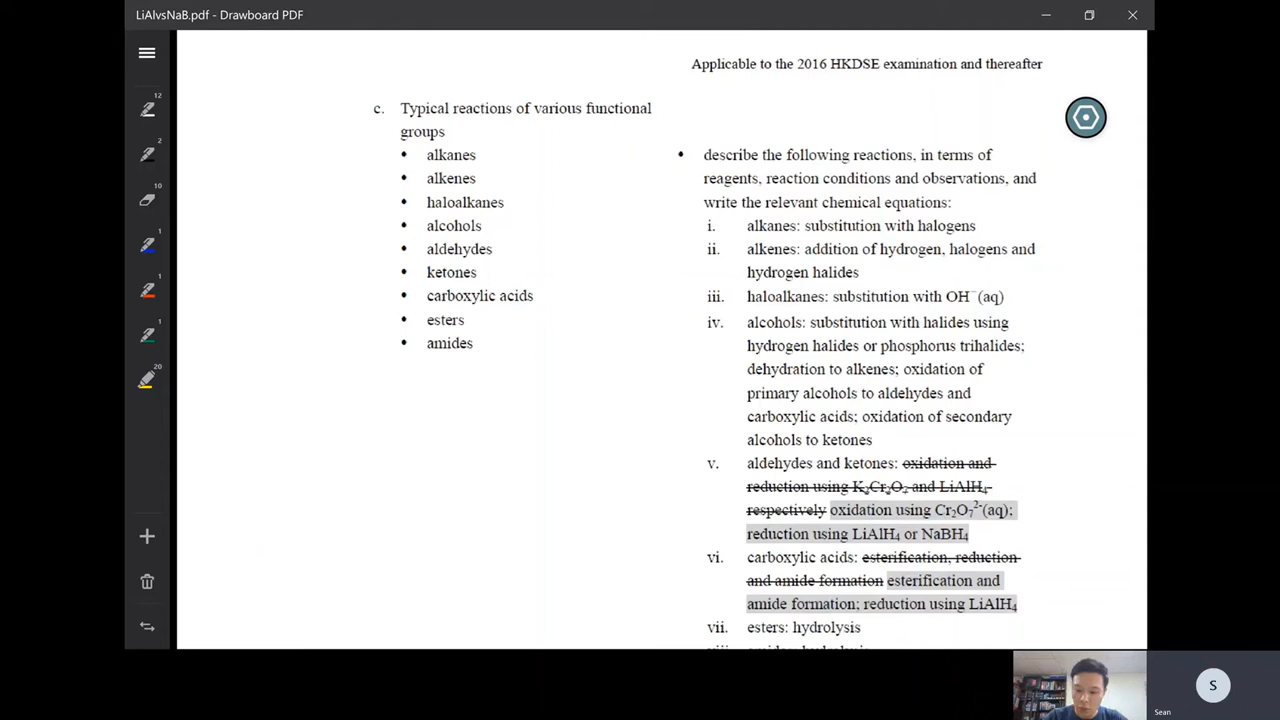 LiAlvsNaB.pdf - Drawboard PDF
Applicable to the 2016 HKDSE examination and thereafter
c. Typical reactions of various functional
groups
• alkanes
• alkenes
• haloalkanes
• alcohols
• aldehydes
• ketones
• carboxylic acids
• esters
• amides
• describe the following reactions, in terms of
reagents, reaction conditions and observations, and
write the relevant chemical equations:
i. alkanes: substitution with halogens
ii. alkenes: addition of hydrogen, halogens and
hydrogen halides
iii. haloalkanes: substitution with OH⁻(aq)
iv. alcohols: substitution with halides using
hydrogen halides or phosphorus trihalides;
dehydration to alkenes; oxidation of
primary alcohols to aldehydes and
carboxylic acids; oxidation of secondary
alcohols to ketones
v. aldehydes and ketones: oxidation and
reduction using K₂Cr₂O₇ and LiAlH₄
respectively oxidation using Cr₂O₇²⁻(aq);
reduction using LiAlH₄ or NaBH₄
vi. carboxylic acids: esterification, reduction
and amide formation esterification and
amide formation; reduction using LiAlH₄
vii. esters: hydrolysis
12
2
10
1
1
1
20
S
Sean